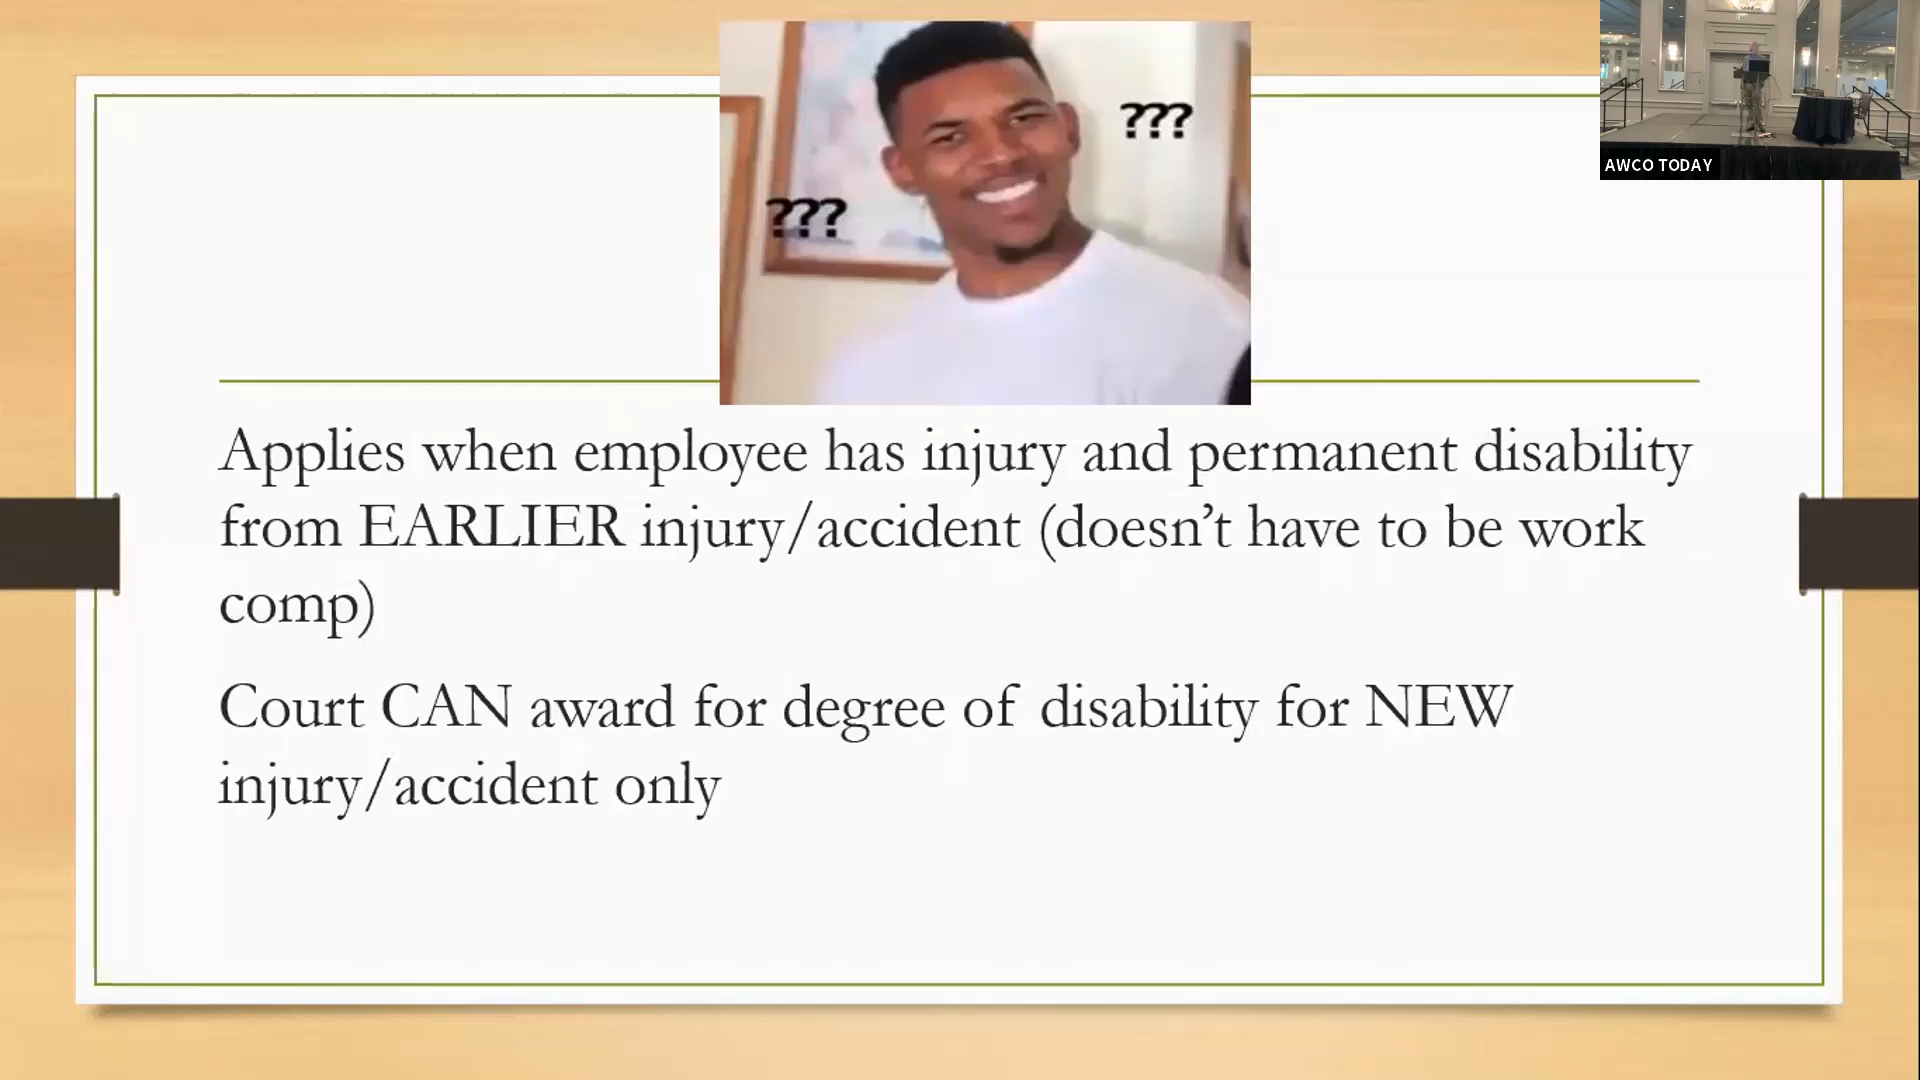 ???
???
AWCO TODAY
Applies when employee has injury and permanent disability
from EARLIER injury/accident (doesn’t have to be work
comp)
Court CAN award for degree of disability for NEW
injury/accident only